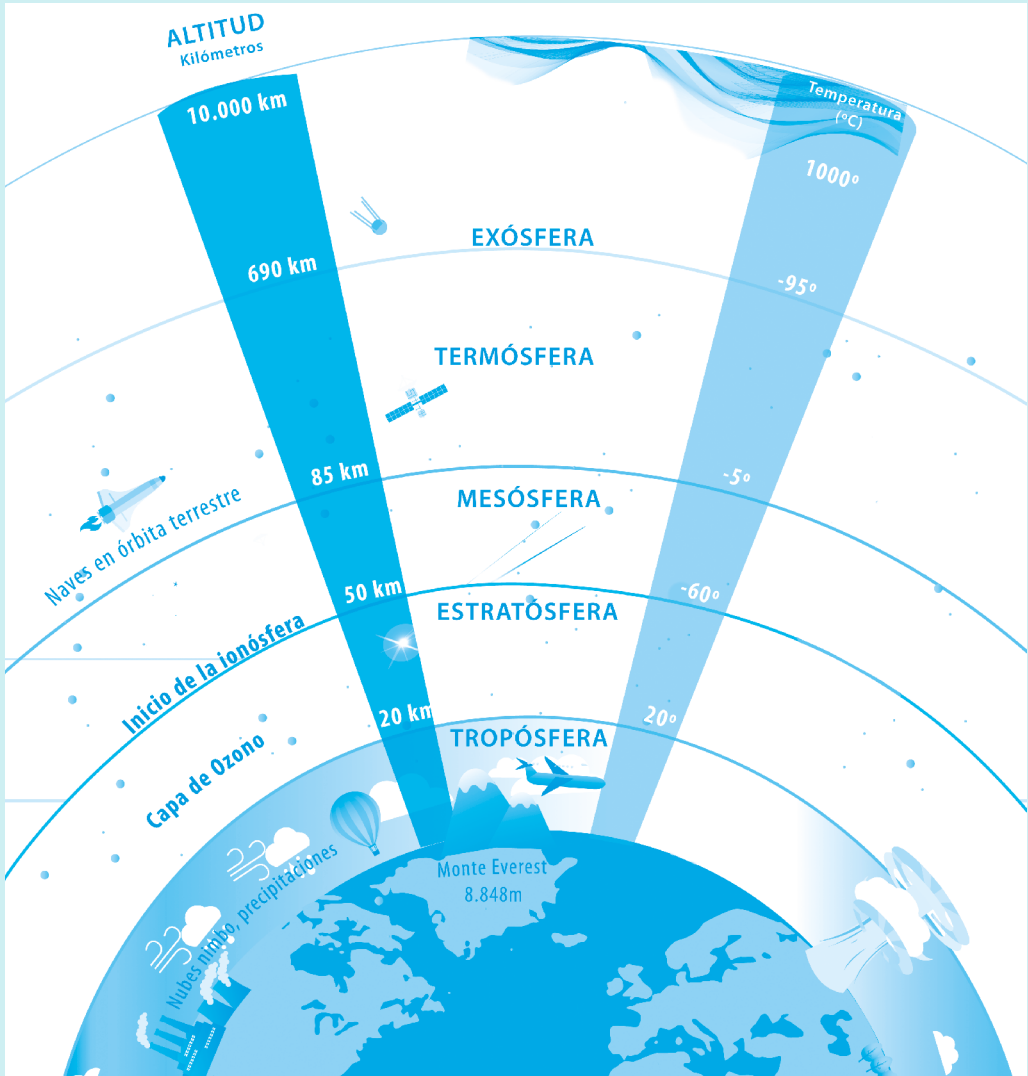 ALTITUD
Kilómetros
10.000 km
Temperatura
(ºC)
1000º
EXÓSFERA
690 km
-95º
TERMÓSFERA
85 km
-5º
MESÓSFERA
Naves en órbita terrestre
50 km
-60º
ESTRATÓSFERA
Inicio de la ionósfera
20 km
20º
TROPÓSFERA
Capa de Ozono
Monte Everest
8.848m
Nubes nimbo, precipitaciones